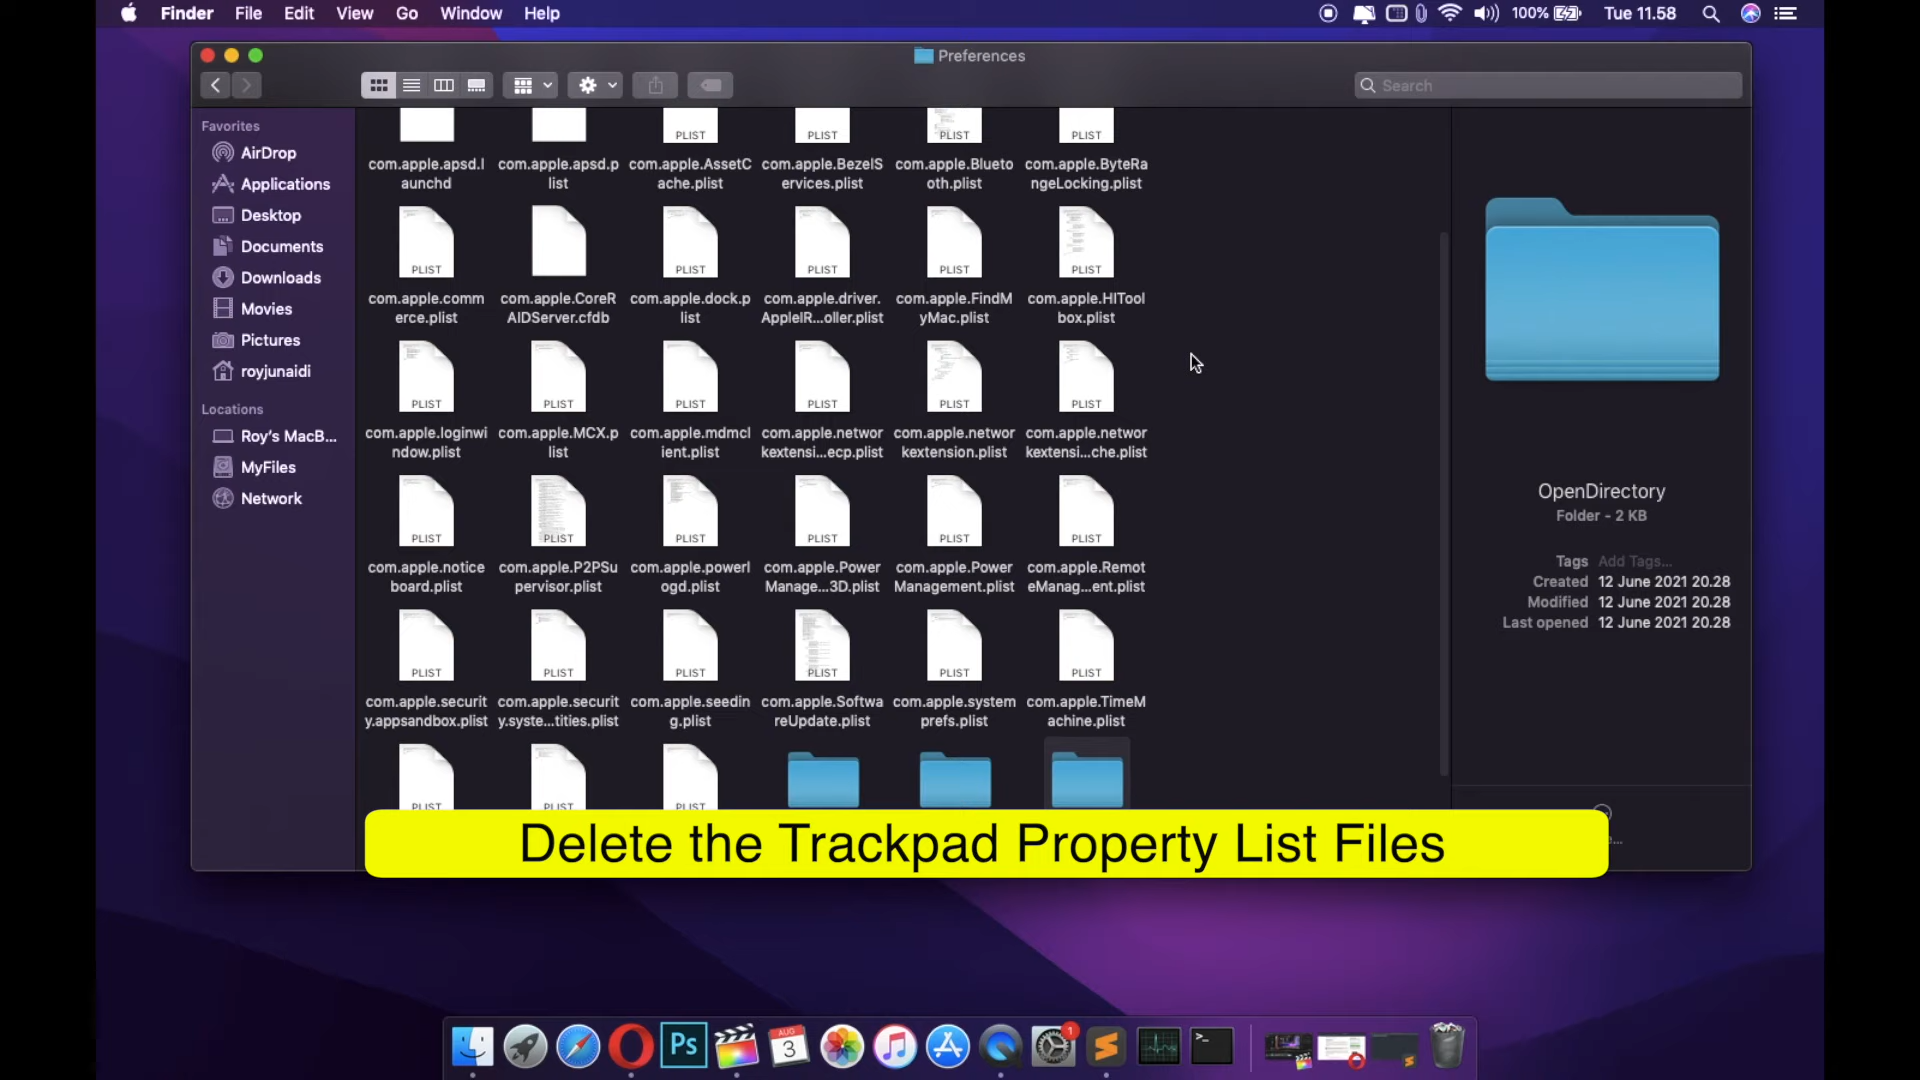 Finder File Edit View Go Window Help 100% Tue 11.58
Preferences
Search
Favorites
AirDrop
Applications
Desktop
Documents
Downloads
Movies
Pictures
royjunaidi
Locations
Roy's MacB...
MyFiles
Network
PLIST PLIST PLIST PLIST
com.apple.apsd.l com.apple.apsd.p com.apple.AssetC com.apple.BezelS com.apple.Blueto com.apple.ByteRa
aunchd list ache.plist ervices.plist oth.plist ngeLocking.plist
PLIST PLIST PLIST PLIST PLIST
com.apple.comm com.apple.CoreR com.apple.dock.p com.apple.driver. com.apple.FindM com.apple.HITool
erce.plist AIDServer.cfdb list AppleIR...oller.plist yMac.plist box.plist
PLIST PLIST PLIST PLIST PLIST PLIST
com.apple.loginwi com.apple.MCX.p com.apple.mdmcl com.apple.networ com.apple.networ com.apple.networ
ndow.plist list ient.plist kextensi...ecp.plist kextension.plist kextensi...che.plist
PLIST PLIST PLIST PLIST PLIST PLIST
com.apple.notice com.apple.P2PSu com.apple.powerl com.apple.Power com.apple.Power com.apple.Remot
board.plist pervisor.plist ogd.plist Manage...3D.plist Management.plist eManag...ent.plist
PLIST PLIST PLIST PLIST PLIST PLIST
com.apple.securit com.apple.securit com.apple.seedin com.apple.Softwa com.apple.system com.apple.TimeM
y.appsandbox.plist y.syste...tities.plist g.plist reUpdate.plist prefs.plist achine.plist
PLIST PLIST PLIST
OpenDirectory
Folder - 2 KB
Tags Add Tags...
Created 12 June 2021 20.28
Modified 12 June 2021 20.28
Last opened 12 June 2021 20.28
Delete the Trackpad Property List Files
Ps
AUG
3
1
>_